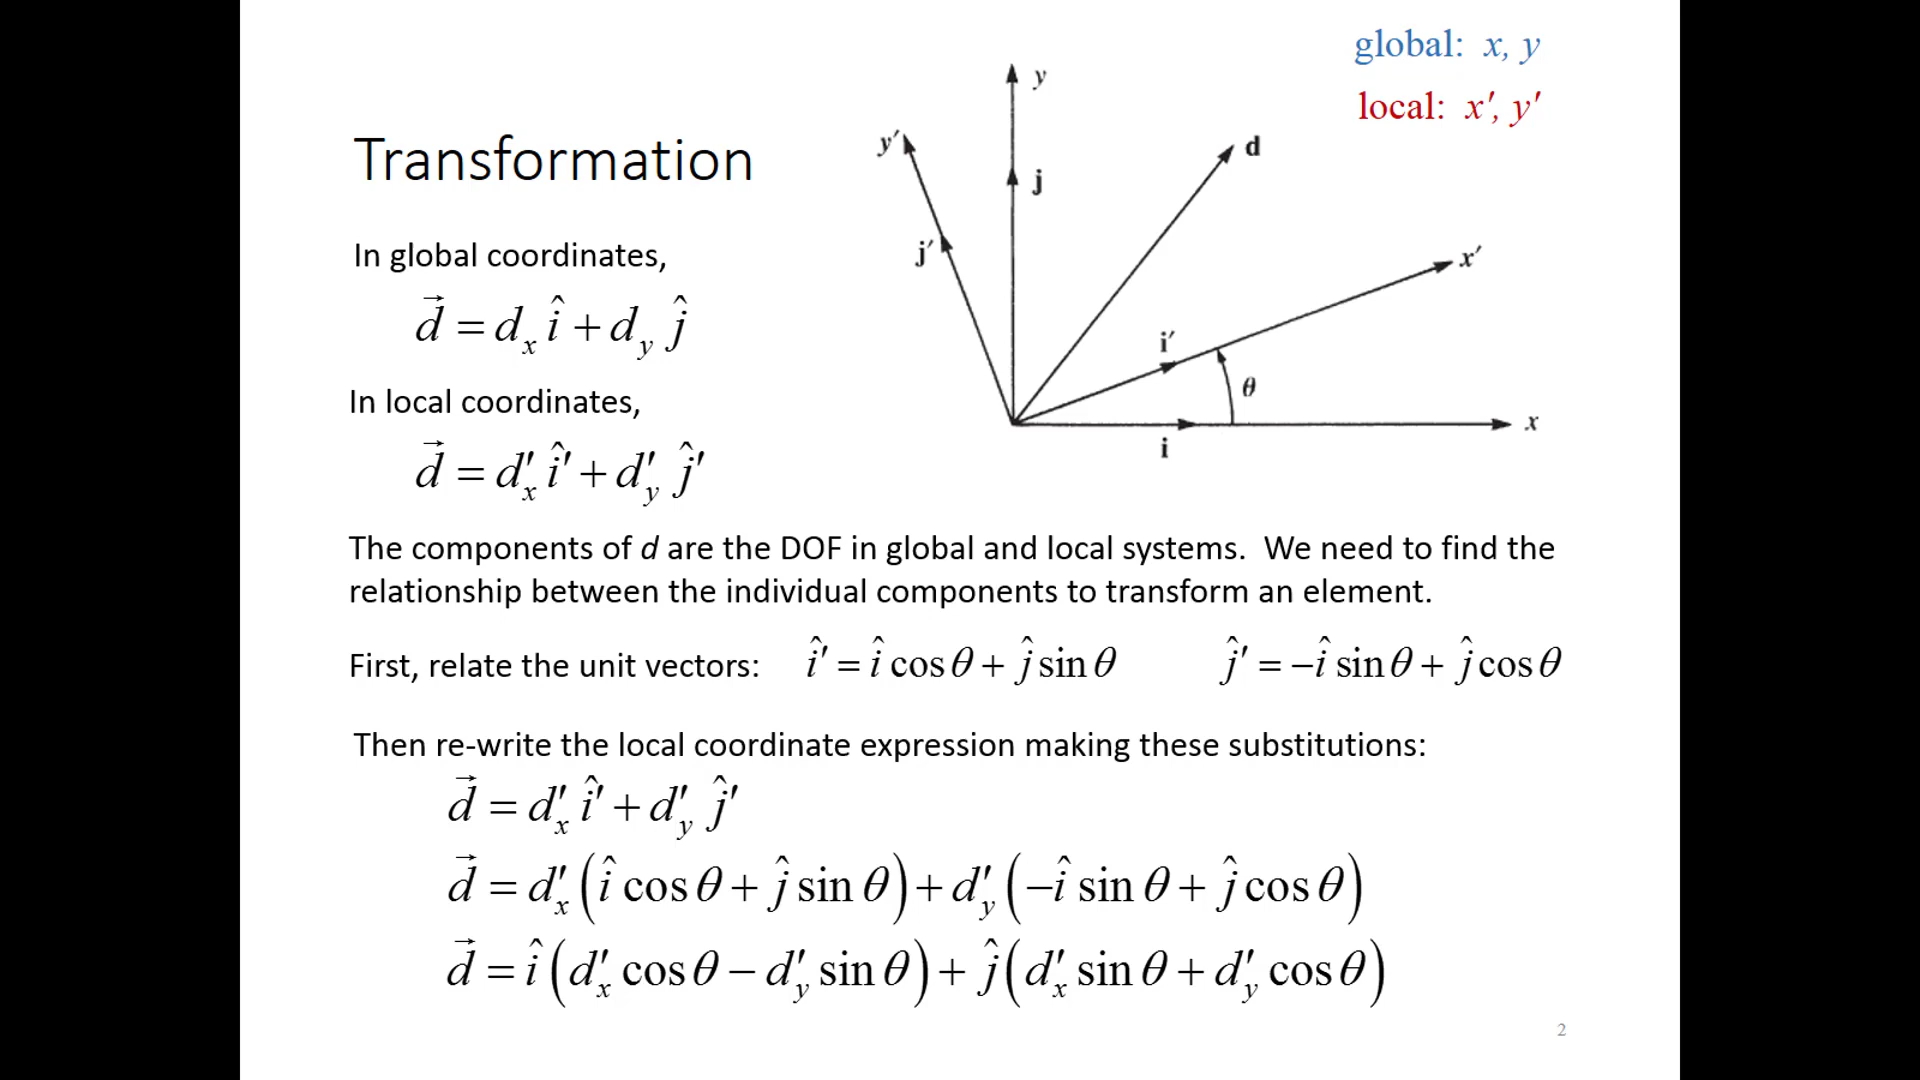 global: x, y
local: x′, y′
Transformation
y
y′
d
j
j′
x′
i′
θ
x
i
In global coordinates,
d⃗ = dₓ î + d_y ĵ
In local coordinates,
d⃗ = d′ₓ î′ + d′_y ĵ′
The components of d are the DOF in global and local systems. We need to find the
relationship between the individual components to transform an element.
First, relate the unit vectors: î′ = î cos θ + ĵ sin θ ĵ′ = −î sin θ + ĵ cos θ
Then re-write the local coordinate expression making these substitutions:
d⃗ = d′ₓ î′ + d′_y ĵ′
d⃗ = d′ₓ (î cos θ + ĵ sin θ) + d′_y (−î sin θ + ĵ cos θ)
d⃗ = î (d′ₓ cos θ − d′_y sin θ) + ĵ (d′ₓ sin θ + d′_y cos θ)
2